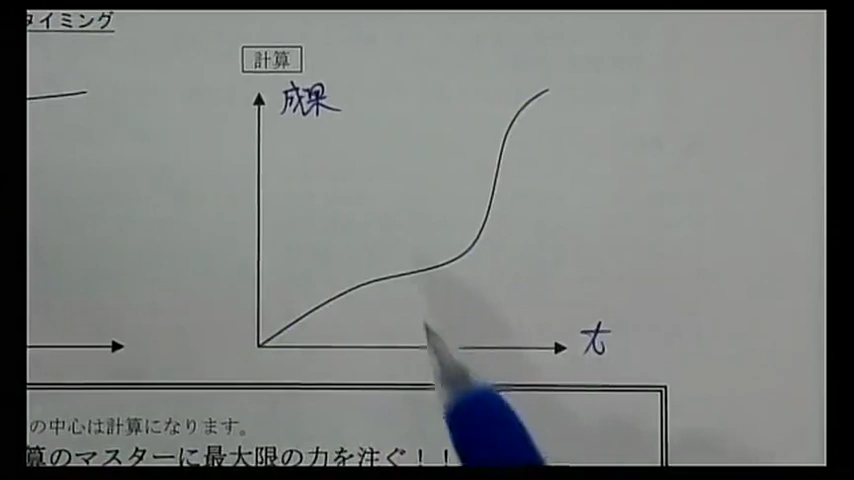 タイミング
計算
成果
t
の中心は計算になります。
算のマスターに最大限の力を注ぐ！！